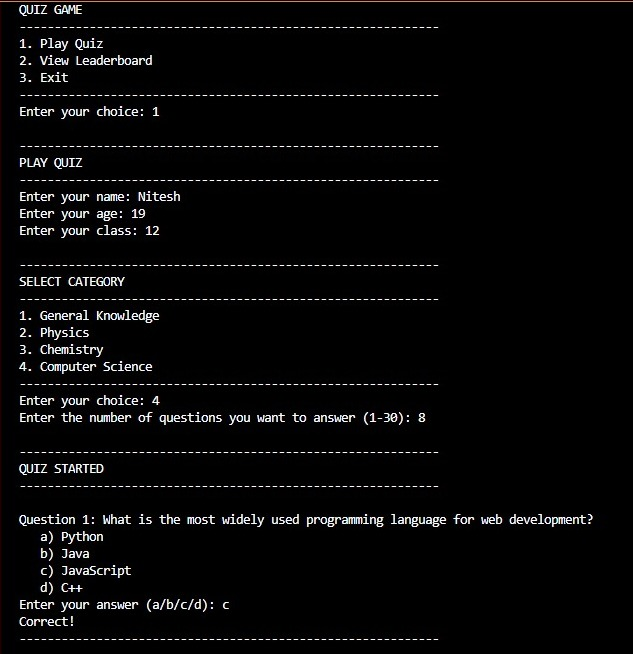 QUIZ GAME
------------------------------------------------------------
1. Play Quiz
2. View Leaderboard
3. Exit
------------------------------------------------------------
Enter your choice: 1
------------------------------------------------------------
PLAY QUIZ
------------------------------------------------------------
Enter your name: Nitesh
Enter your age: 19
Enter your class: 12
------------------------------------------------------------
SELECT CATEGORY
------------------------------------------------------------
1. General Knowledge
2. Physics
3. Chemistry
4. Computer Science
------------------------------------------------------------
Enter your choice: 4
Enter the number of questions you want to answer (1-30): 8
------------------------------------------------------------
QUIZ STARTED
------------------------------------------------------------
Question 1: What is the most widely used programming language for web development?
a) Python
b) Java
c) JavaScript
d) C++
Enter your answer (a/b/c/d): c
Correct!
------------------------------------------------------------